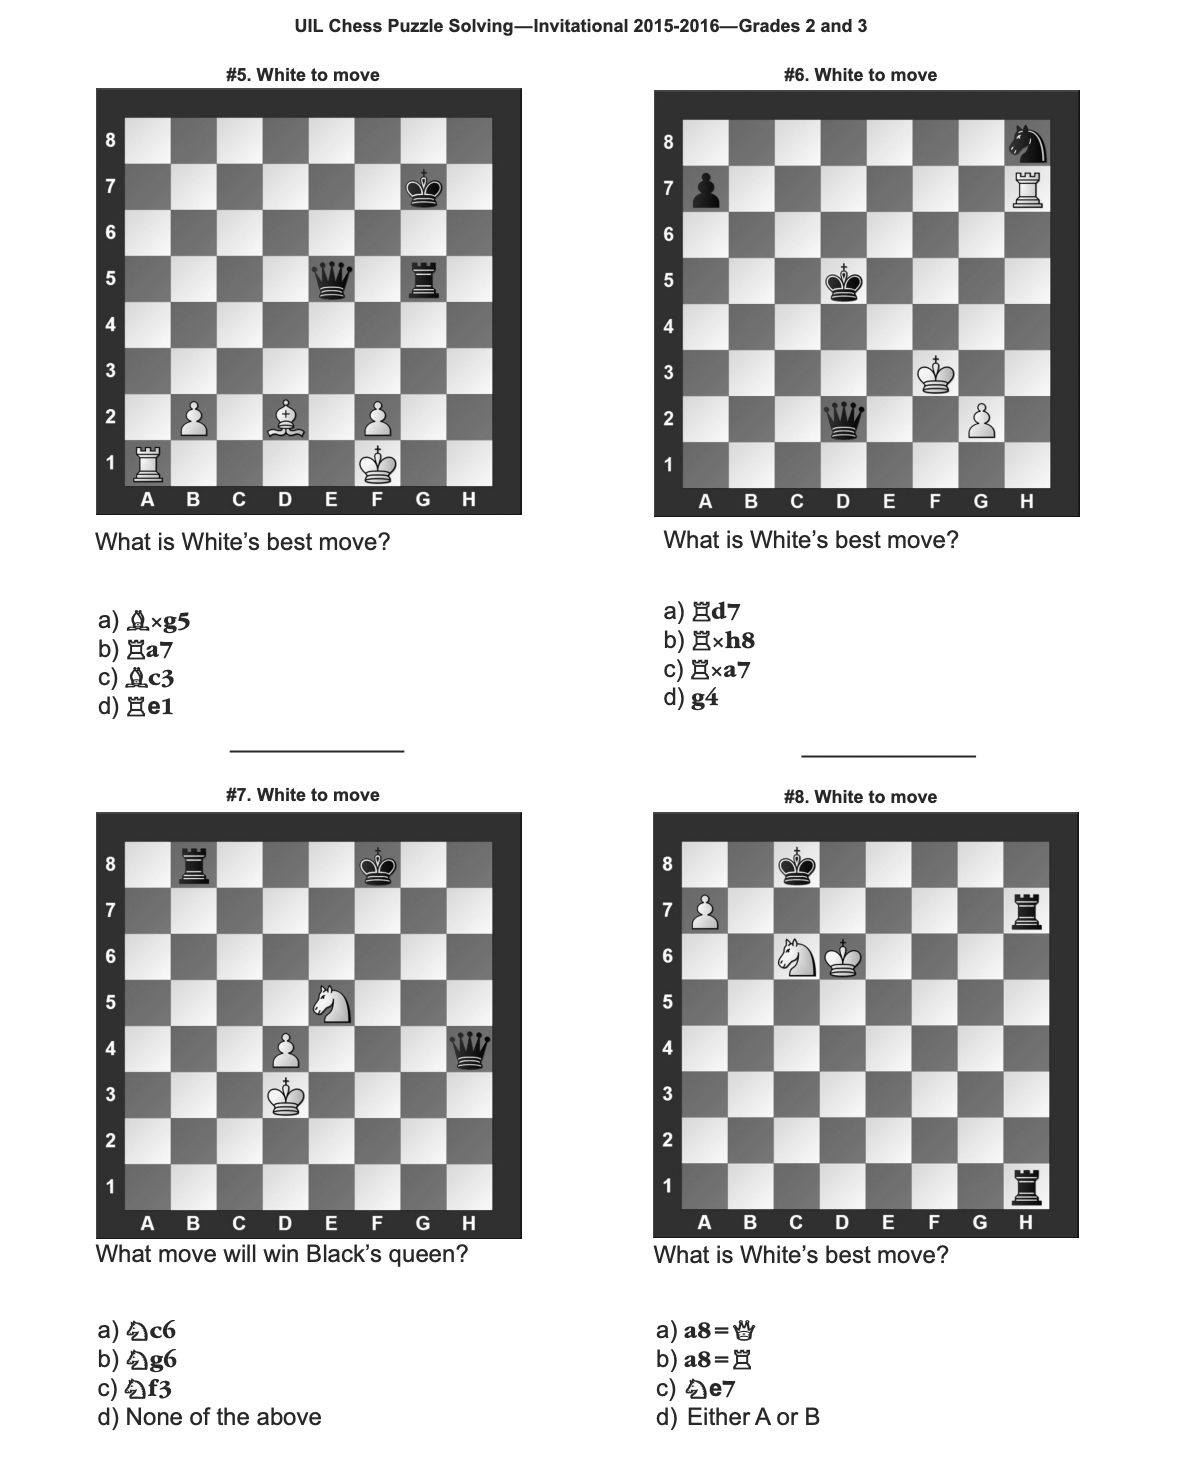 UIL Chess Puzzle Solving—Invitational 2015-2016—Grades 2 and 3
#5. White to move
8
7
6
5
4
3
2
1
A B C D E F G H
What is White's best move?
a) ♗×g5
b) ♖a7
c) ♗c3
d) ♖e1
#6. White to move
8
7
6
5
4
3
2
1
A B C D E F G H
What is White's best move?
a) ♖d7
b) ♖×h8
c) ♖×a7
d) g4
#7. White to move
8
7
6
5
4
3
2
1
A B C D E F G H
What move will win Black's queen?
a) ♘c6
b) ♘g6
c) ♘f3
d) None of the above
#8. White to move
8
7
6
5
4
3
2
1
A B C D E F G H
What is White's best move?
a) a8=♕
b) a8=♖
c) ♘e7
d) Either A or B